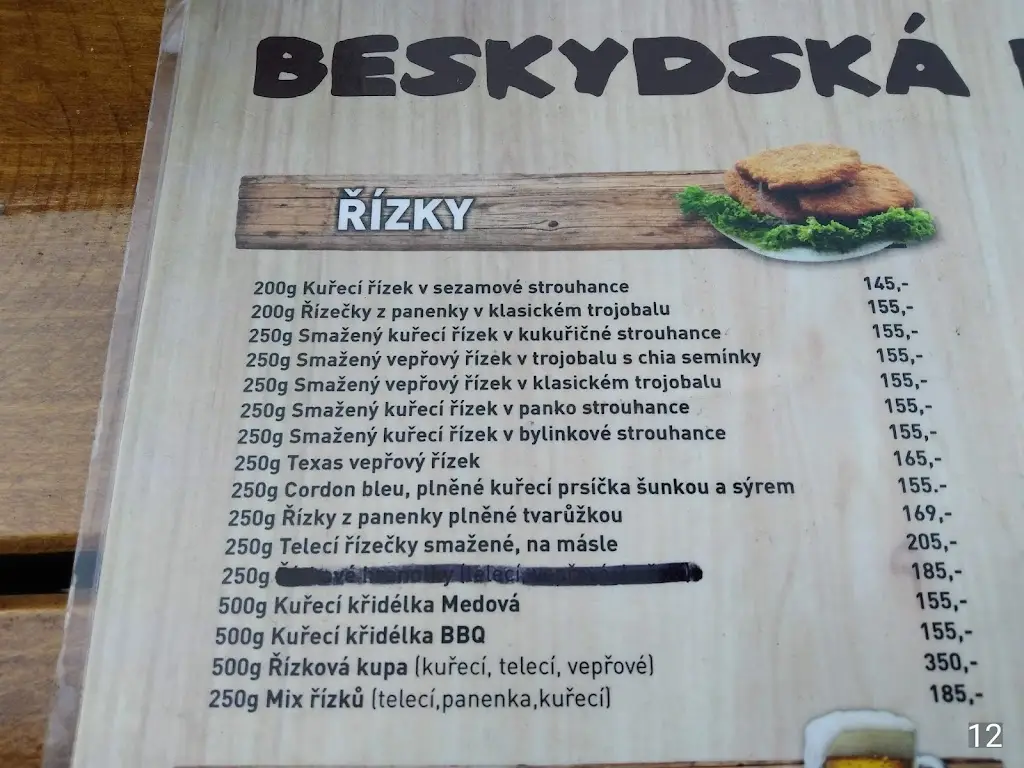 BESKYDSKÁ
ŘÍZKY
200g Kuřecí řízek v sezamové strouhance 145,-
200g Řízečky z panenky v klasickém trojobalu 155,-
250g Smažený kuřecí řízek v kukuřičné strouhance 155,-
250g Smažený vepřový řízek v trojobalu s chia semínky 155,-
250g Smažený vepřový řízek v klasickém trojobalu 155,-
250g Smažený kuřecí řízek v panko strouhance 155,-
250g Smažený kuřecí řízek v bylinkové strouhance 155,-
250g Texas vepřový řízek 165,-
250g Cordon bleu, plněné kuřecí prsíčka šunkou a sýrem 155.-
250g Řízky z panenky plněné tvarůžkou 169,-
250g Telecí řízečky smažené, na másle 205,-
250g 185,-
500g Kuřecí křidélka Medová 155,-
500g Kuřecí křidélka BBQ 155,-
500g Řízková kupa (kuřecí, telecí, vepřové) 350,-
250g Mix řízků (telecí,panenka,kuřecí) 185,-
12